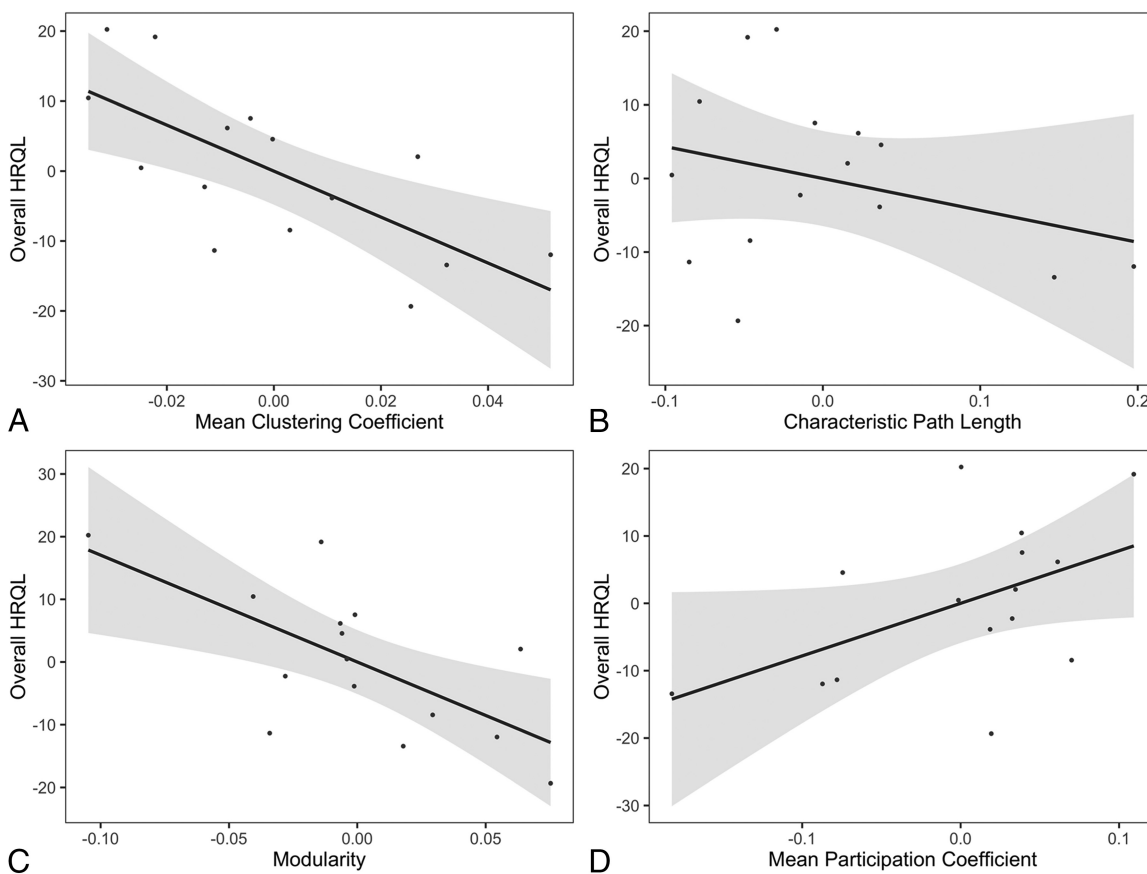 20
10
0
-10
-20
-30
Overall HRQL
-0.02 0.00 0.02 0.04
Mean Clustering Coefficient
A
20
10
0
-10
-20
Overall HRQL
-0.1 0.0 0.1 0.2
Characteristic Path Length
B
30
20
10
0
-10
-20
Overall HRQL
-0.10 -0.05 0.00 0.05
Modularity
C
20
10
0
-10
-20
-30
Overall HRQL
-0.1 0.0 0.1
Mean Participation Coefficient
D